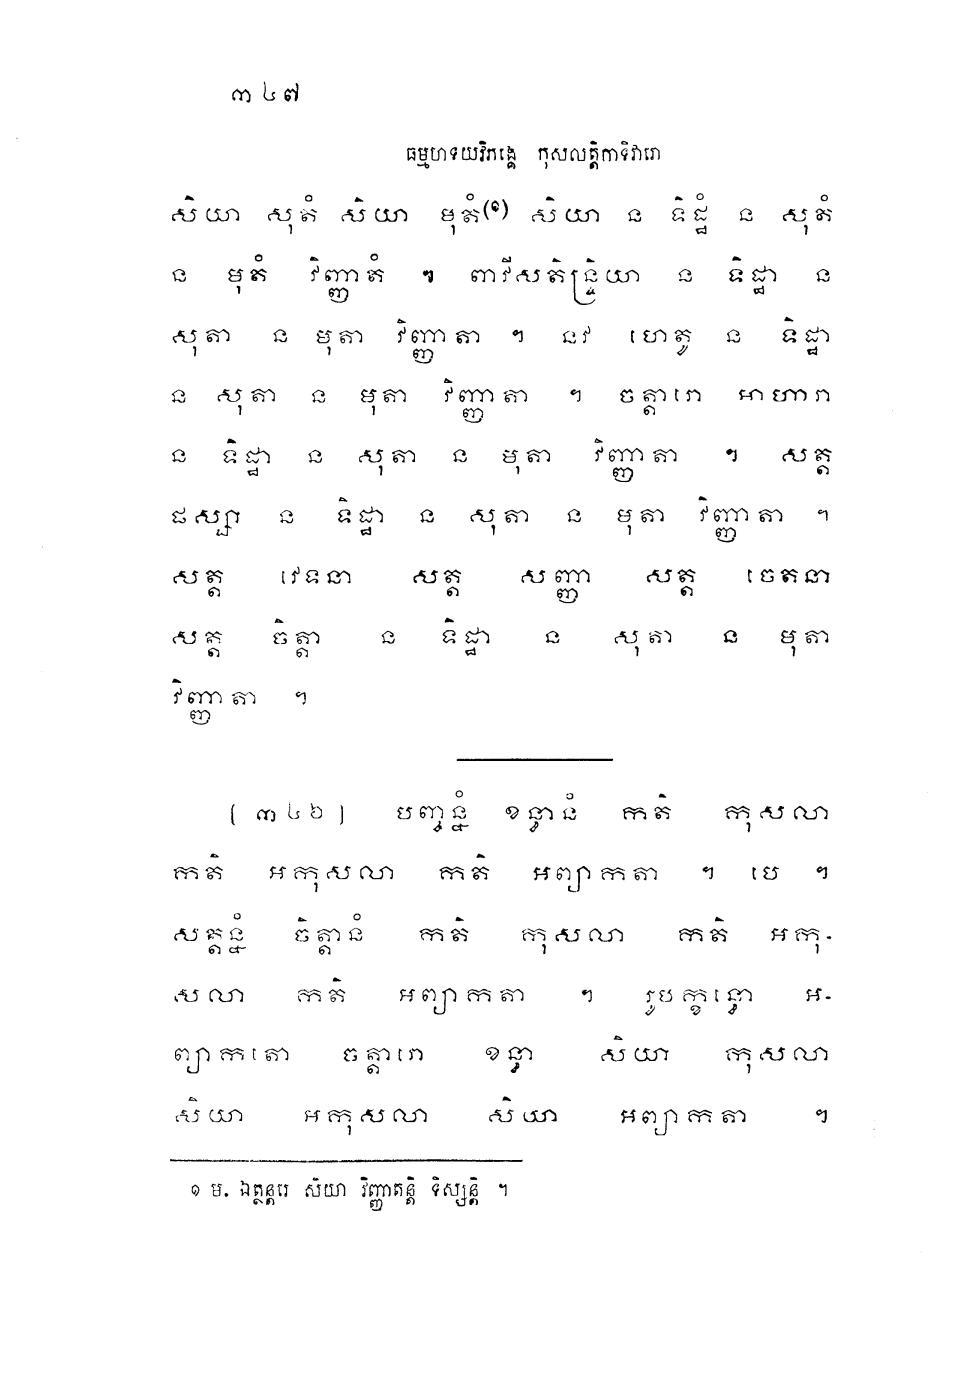 ៣៤៧
ធម្មហទយវិភង្គេ កុសលត្តិកាទិវារោ
សិយា សុតំ សិយា មុតំ(១) សិយា ន ទិដ្ឋំ ន សុតំ
ន មុតំ វិញ្ញាតំ ។ ពាវីសតិន្ទ្រិយា ន ទិដ្ឋា ន
សុតា ន មុតា វិញ្ញាតា ។ នវ ហេតូ ន ទិដ្ឋា
ន សុតា ន មុតា វិញ្ញាតា ។ ចត្តារោ អាហារា
ន ទិដ្ឋា ន សុតា ន មុតា វិញ្ញាតា ។ សត្ត
ផស្សា ន ទិដ្ឋា ន សុតា ន មុតា វិញ្ញាតា ។
សត្ត វេទនា សត្ត សញ្ញា សត្ត ចេតនា
សត្ត ចិត្តា ន ទិដ្ឋា ន សុតា ន មុតា
វិញ្ញាតា ។
[៣៤៦] បញ្ចន្នំ ខន្ធានំ កតិ កុសលា
កតិ អកុសលា កតិ អព្យាកតា ។ បេ ។
សត្តន្នំ ចិត្តានំ កតិ កុសលា កតិ អកុ-
សលា កតិ អព្យាកតា ។ រូបក្ខន្ធោ អ-
ព្យាកតោ ចត្តារោ ខន្ធា សិយា កុសលា
សិយា អកុសលា សិយា អព្យាកតា ។
១ ម. ឯត្ថន្តរេ សិយា វិញ្ញាតន្តិ ទិស្សន្តិ ។